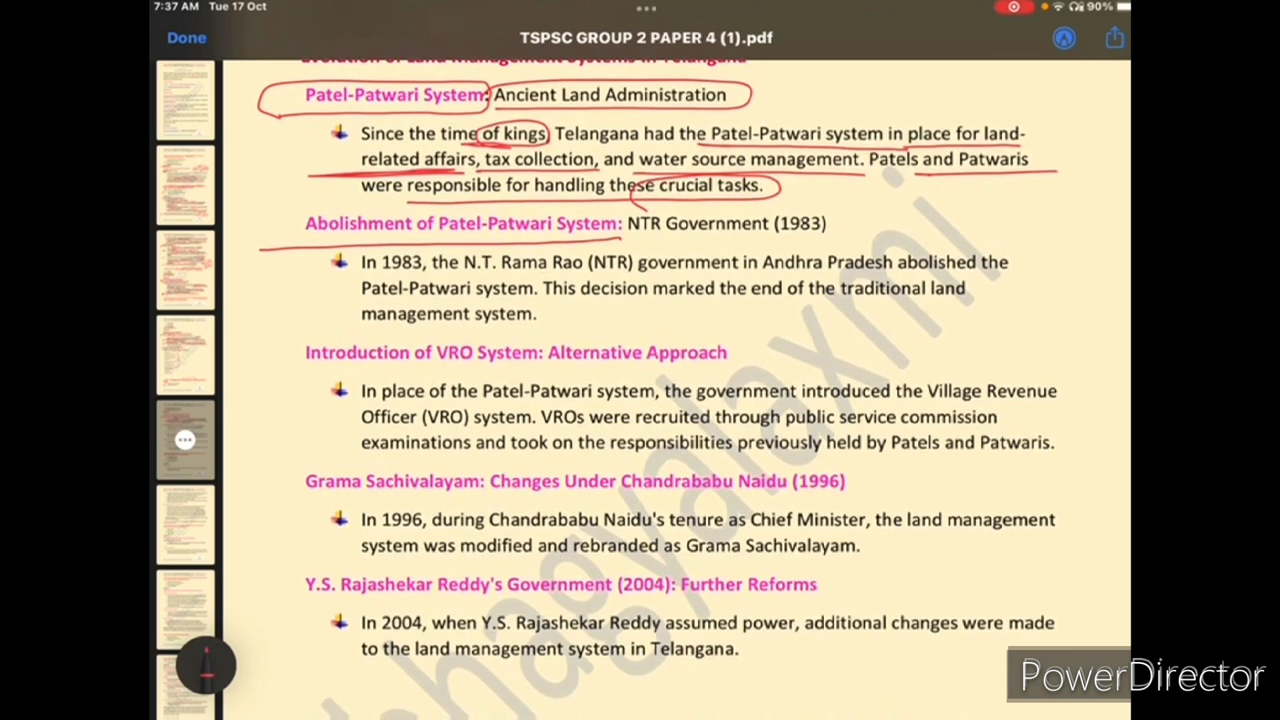 7:37 AM Tue 17 Oct
90%
Done
TSPSC GROUP 2 PAPER 4 (1).pdf
Evolution of Land Management Systems in Telangana
Patel-Patwari System: Ancient Land Administration
Since the time of kings, Telangana had the Patel-Patwari system in place for land-
related affairs, tax collection, and water source management. Patels and Patwaris
were responsible for handling these crucial tasks.
Abolishment of Patel-Patwari System: NTR Government (1983)
In 1983, the N.T. Rama Rao (NTR) government in Andhra Pradesh abolished the
Patel-Patwari system. This decision marked the end of the traditional land
management system.
Introduction of VRO System: Alternative Approach
In place of the Patel-Patwari system, the government introduced the Village Revenue
Officer (VRO) system. VROs were recruited through public service commission
examinations and took on the responsibilities previously held by Patels and Patwaris.
Grama Sachivalayam: Changes Under Chandrababu Naidu (1996)
In 1996, during Chandrababu Naidu's tenure as Chief Minister, the land management
system was modified and rebranded as Grama Sachivalayam.
Y.S. Rajashekar Reddy's Government (2004): Further Reforms
In 2004, when Y.S. Rajashekar Reddy assumed power, additional changes were made
to the land management system in Telangana.
PowerDirector